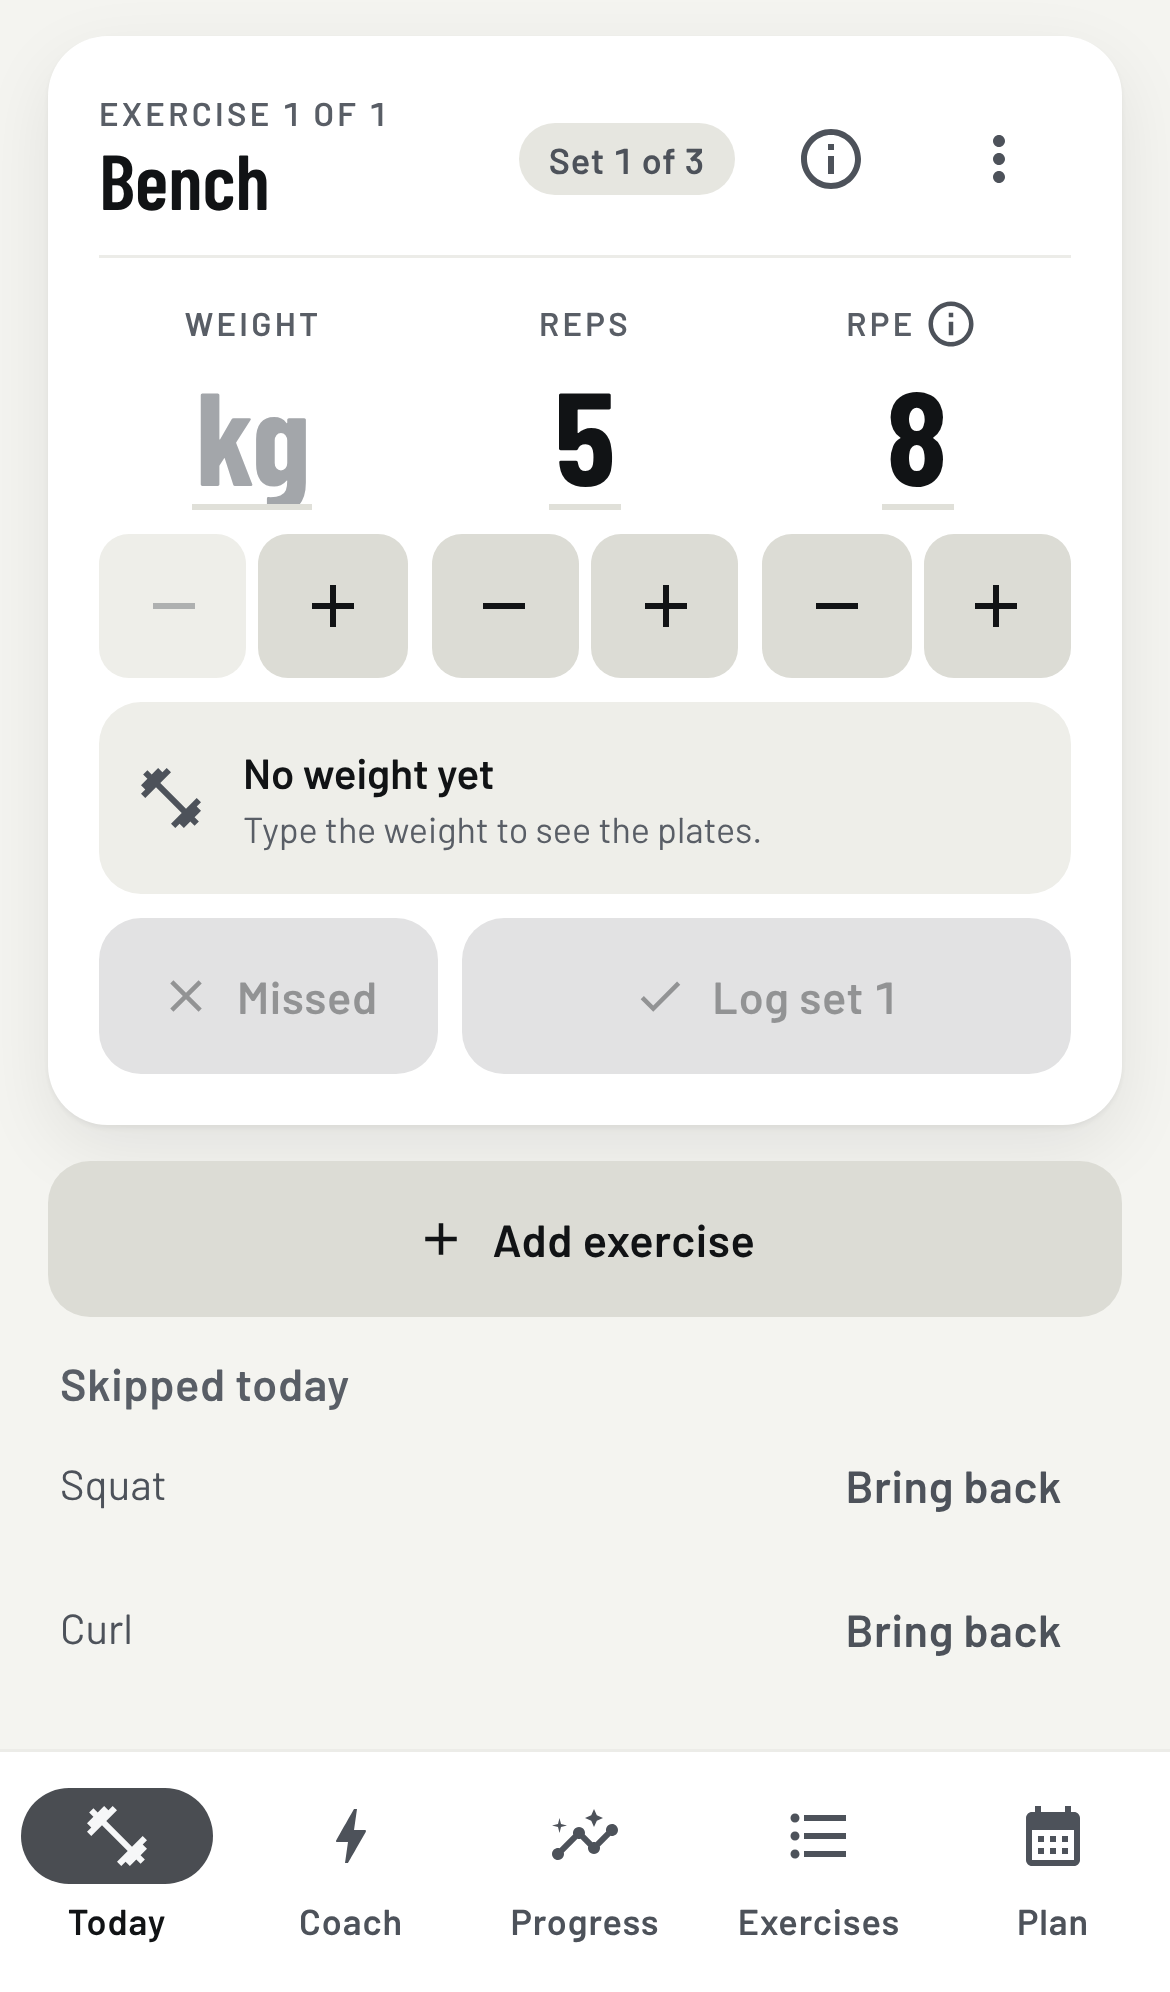 EXERCISE 1 OF 1
Bench
Set 1 of 3
WEIGHT
REPS
RPE
kg
5
8
No weight yet
Type the weight to see the plates.
Missed
Log set 1
Add exercise
Skipped today
Squat
Bring back
Curl
Bring back
Today
Coach
Progress
Exercises
Plan